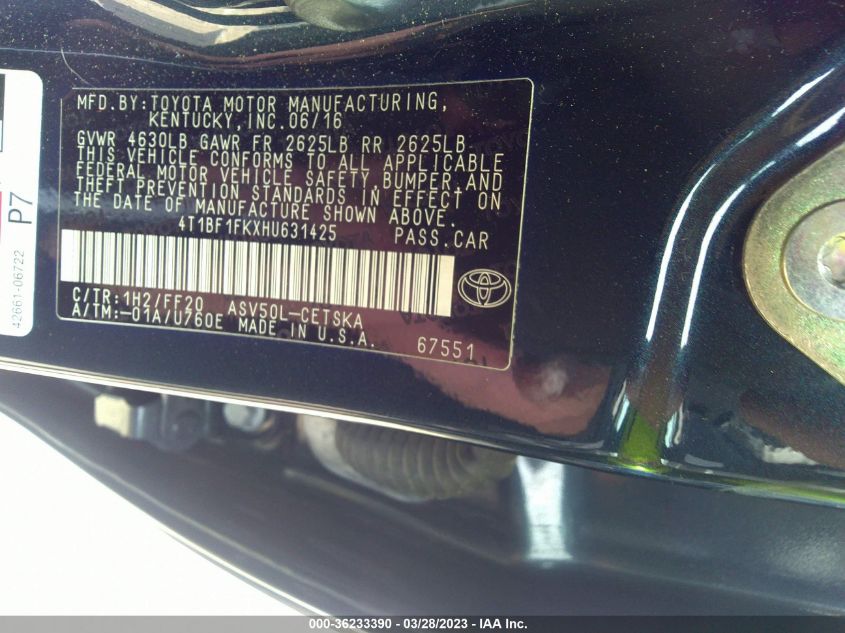 MFD.BY:TOYOTA MOTOR MANUFACTURING,
KENTUCKY,INC.06/16
GVWR 4630LB GAWR FR 2625LB RR 2625LB
THIS VEHICLE CONFORMS TO ALL APPLICABLE
FEDERAL MOTOR VEHICLE SAFETY,BUMPER,AND
THEFT PREVENTION STANDARDS IN EFFECT ON
THE DATE OF MANUFACTURE SHOWN ABOVE.
4T1BF1FKXHU631425 PASS.CAR
C/TR:1H2/FF20 ASV50L-CETSKA
A/TM:-01A/U760E MADE IN U.S.A. 67551
P7
42661-06722
000-36233390 - 03/28/2023 - IAA Inc.